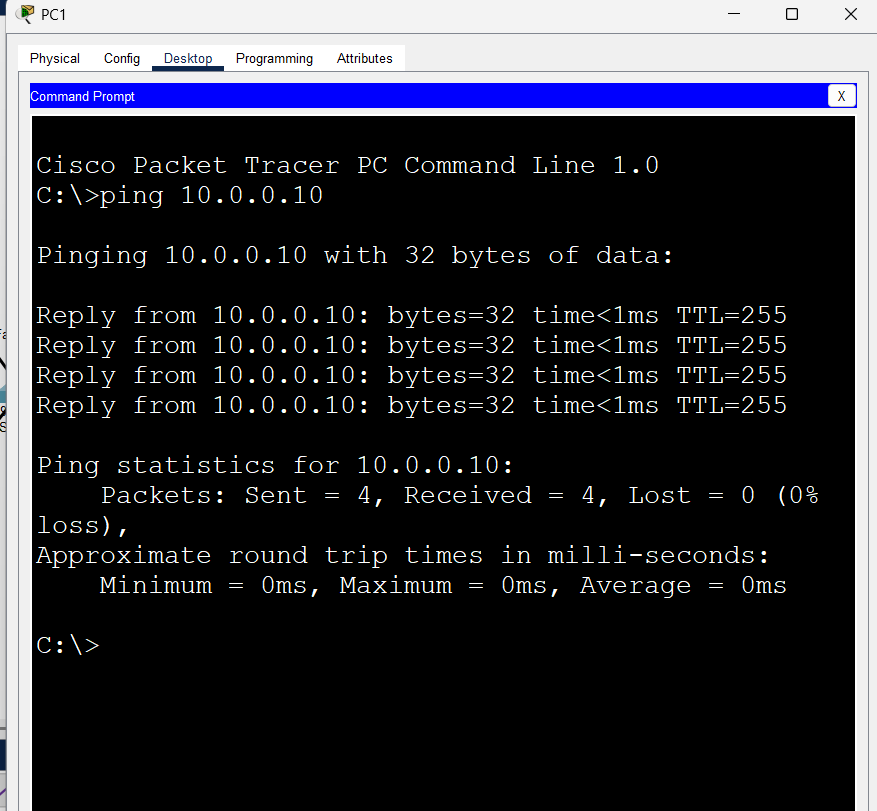 PC1
Physical Config Desktop Programming Attributes
Command Prompt
X
Cisco Packet Tracer PC Command Line 1.0
C:\>ping 10.0.0.10
Pinging 10.0.0.10 with 32 bytes of data:
Reply from 10.0.0.10: bytes=32 time<1ms TTL=255
Reply from 10.0.0.10: bytes=32 time<1ms TTL=255
Reply from 10.0.0.10: bytes=32 time<1ms TTL=255
Reply from 10.0.0.10: bytes=32 time<1ms TTL=255
Ping statistics for 10.0.0.10:
    Packets: Sent = 4, Received = 4, Lost = 0 (0%
loss),
Approximate round trip times in milli-seconds:
    Minimum = 0ms, Maximum = 0ms, Average = 0ms
C:\>